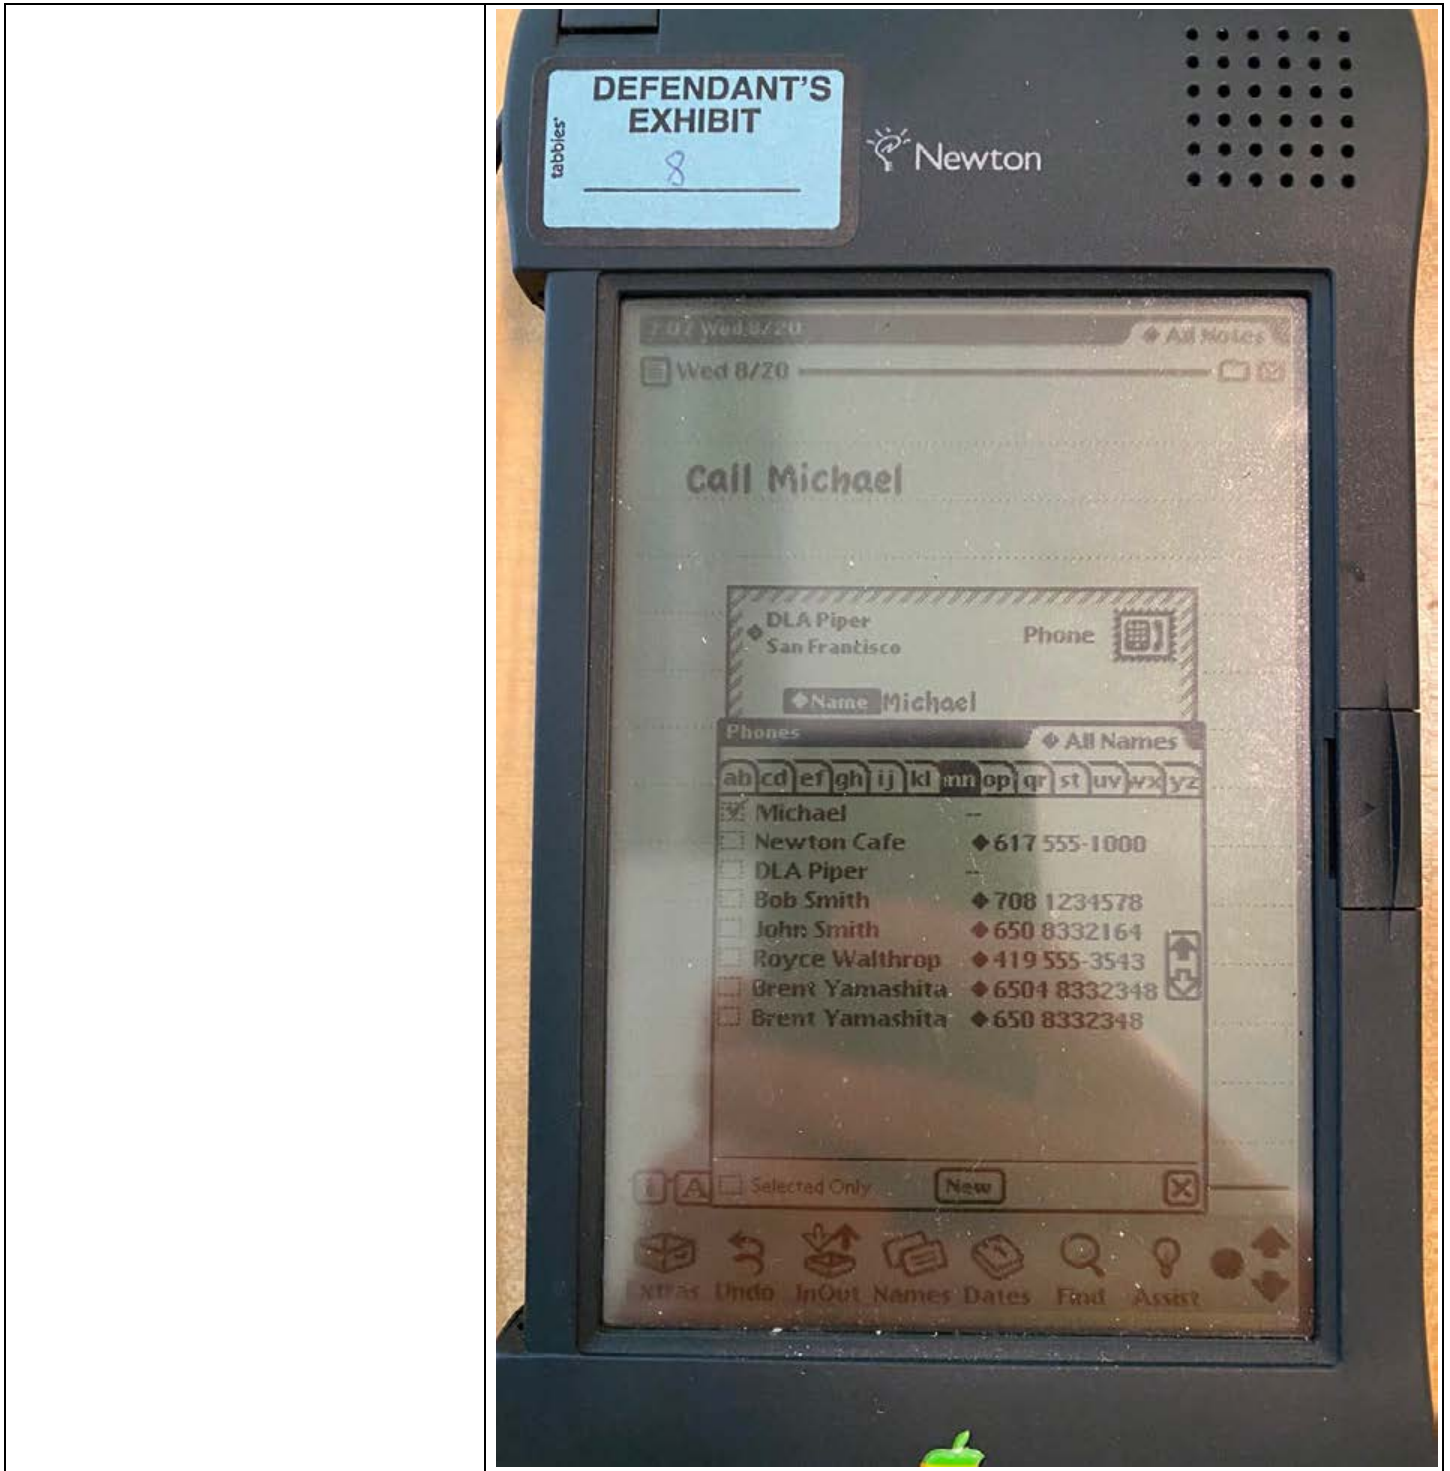 DEFENDANT'S
EXHIBIT
tabbies
8
Newton
7:07 Wed 8/20
All Notes
Wed 8/20
Call Michael
DLA Piper
San Francisco
Phone
Name Michael
Phones
All Names
ab cd ef gh ij kl mn op qr st uv wx yz
Michael --
Newton Cafe 617 555-1000
DLA Piper --
Bob Smith 708 1234578
John Smith 650 8332164
Royce Walthrop 419 555-3543
Brent Yamashita 6504 8332348
Brent Yamashita 650 8332348
A
Selected Only New
Extras Undo InOut Names Dates Find Assist